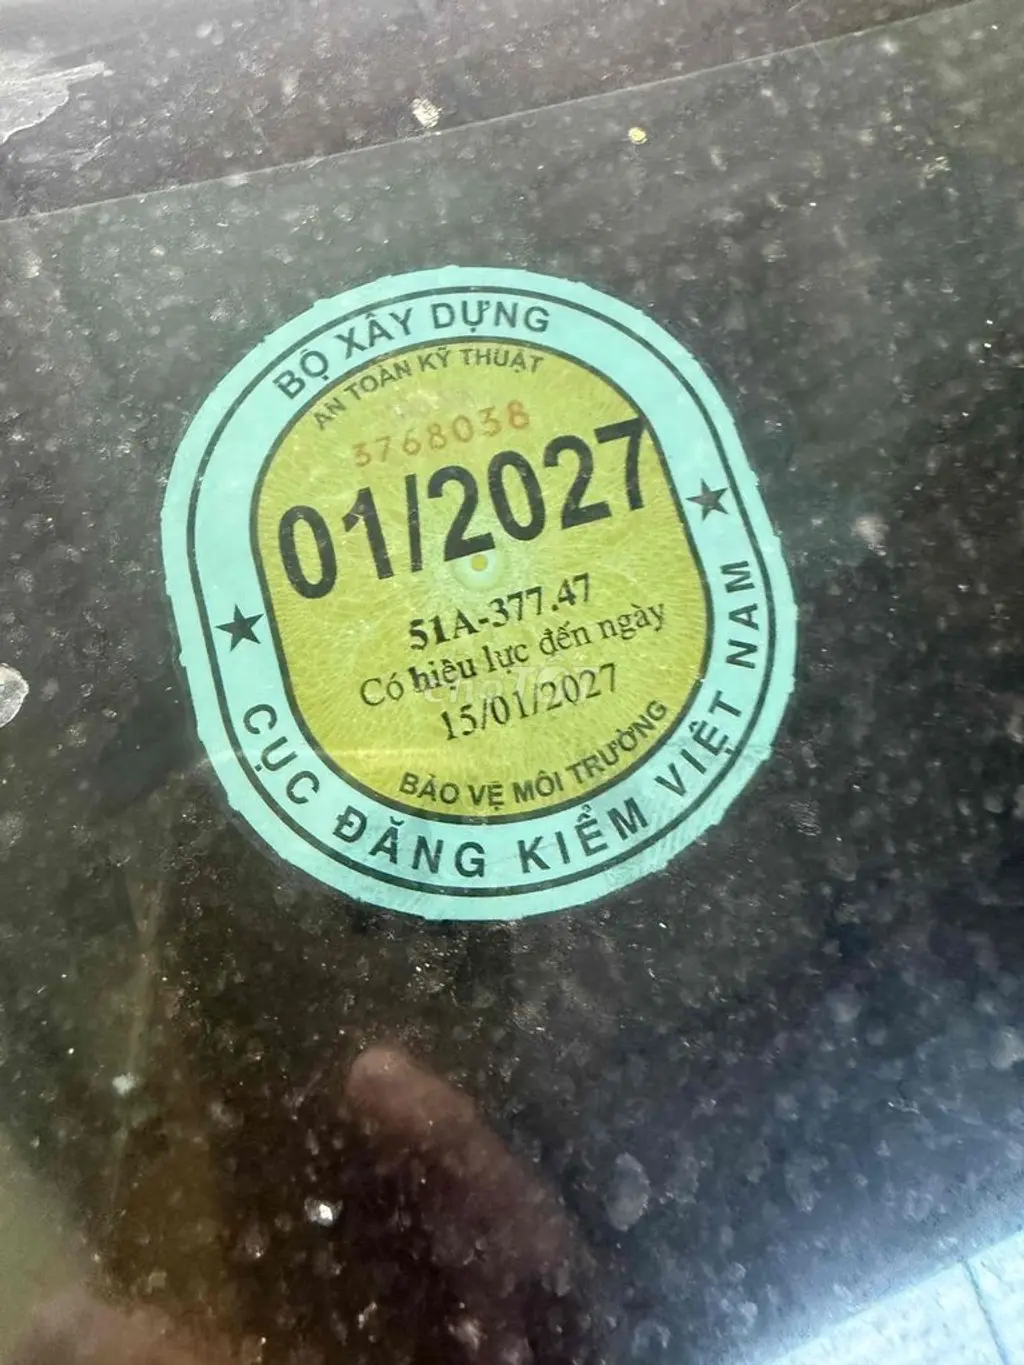 BỘ XÂY DỰNG
AN TOÀN KỸ THUẬT
3768038
01/2027
51A-377.47
Có hiệu lực đến ngày
15/01/2027
BẢO VỆ MÔI TRƯỜNG
CỤC ĐĂNG KIỂM VIỆT NAM